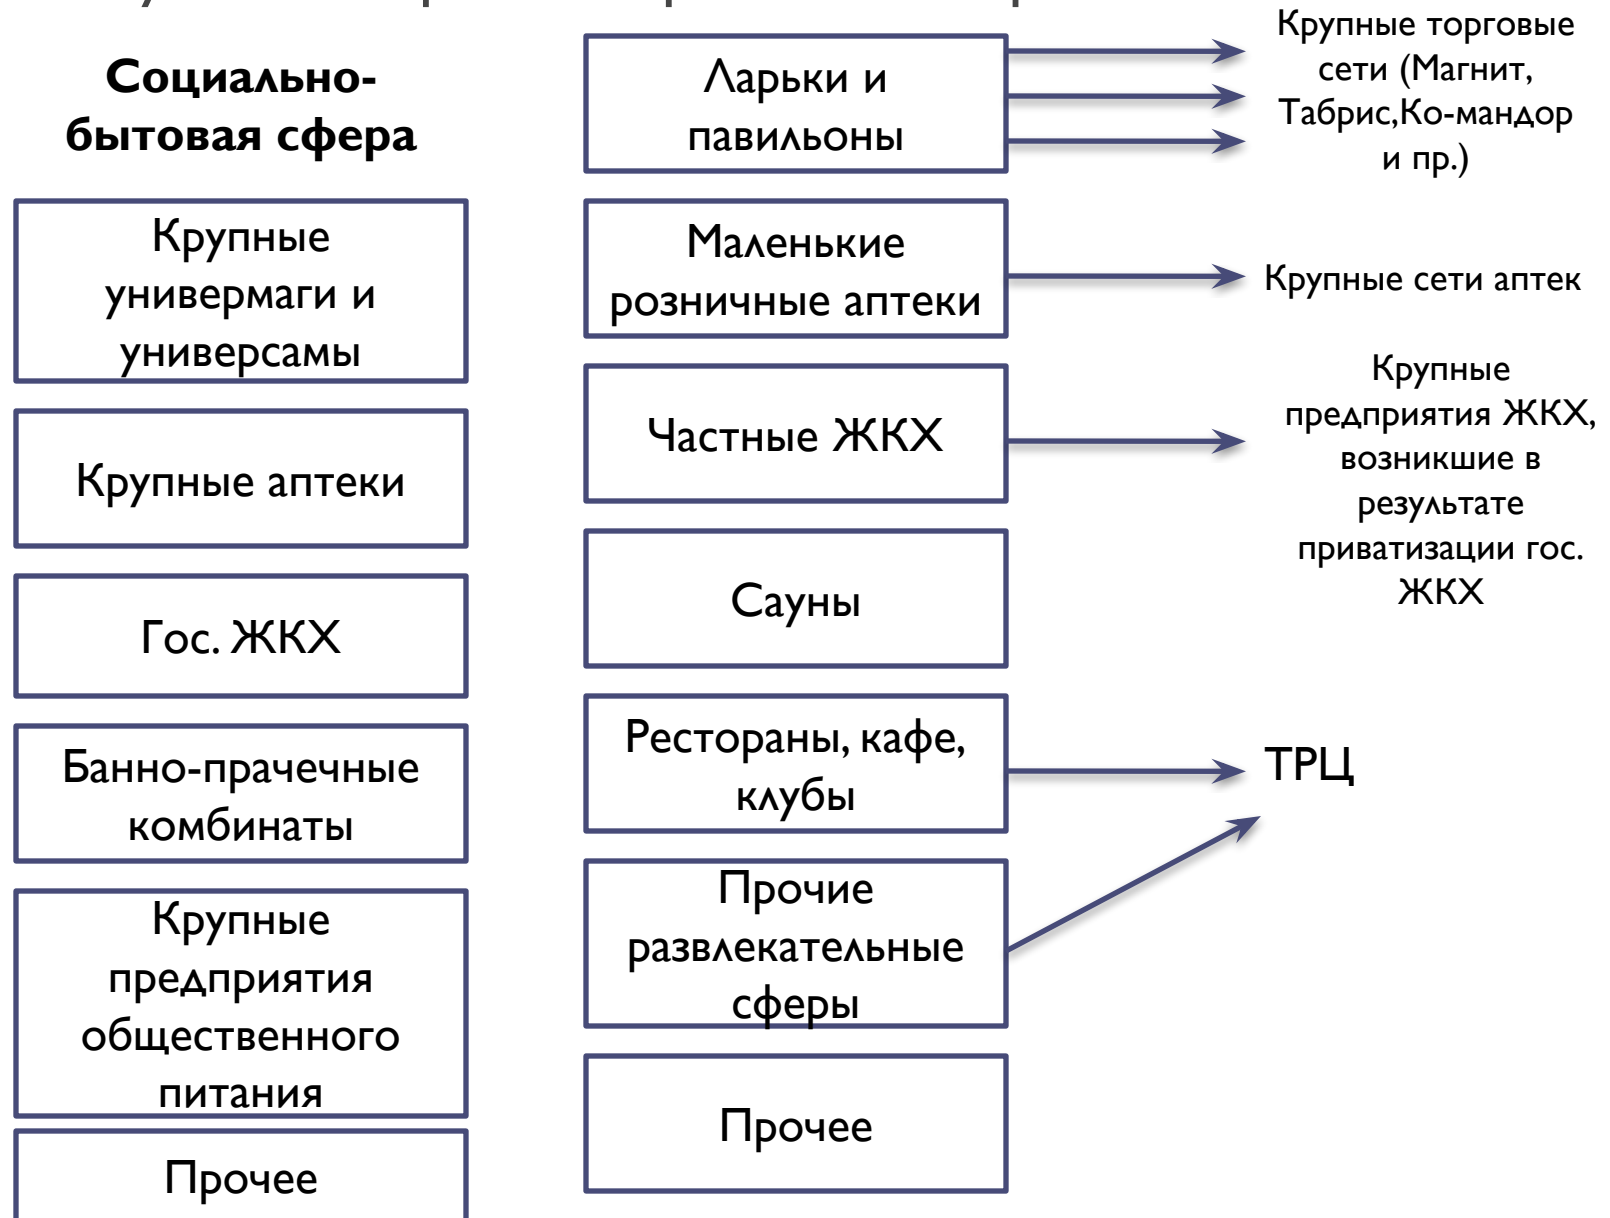 Социально-
бытовая сфера
Крупные
универмаги и
универсамы
Крупные аптеки
Гос. ЖКХ
Банно-прачечные
комбинаты
Крупные
предприятия
общественного
питания
Прочее
Ларьки и
павильоны
Маленькие
розничные аптеки
Частные ЖКХ
Сауны
Рестораны, кафе,
клубы
Прочие
развлекательные
сферы
Прочее
Крупные торговые
сети (Магнит,
Табрис,Ко-мандор
и пр.)
Крупные сети аптек
Крупные
предприятия ЖКХ,
возникшие в
результате
приватизации гос.
ЖКХ
ТРЦ